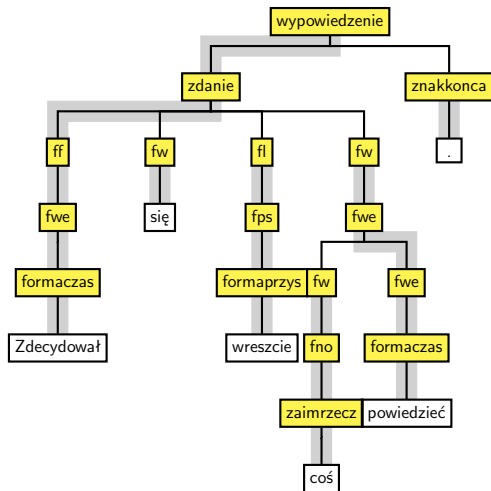 wypowiedzenie
zdanie znakkonca
ff fw fl fw .
fwe się fps fwe
formaczas formaprzys fw fwe
Zdecydował wreszcie fno formaczas
zaimrzecz powiedzieć
coś